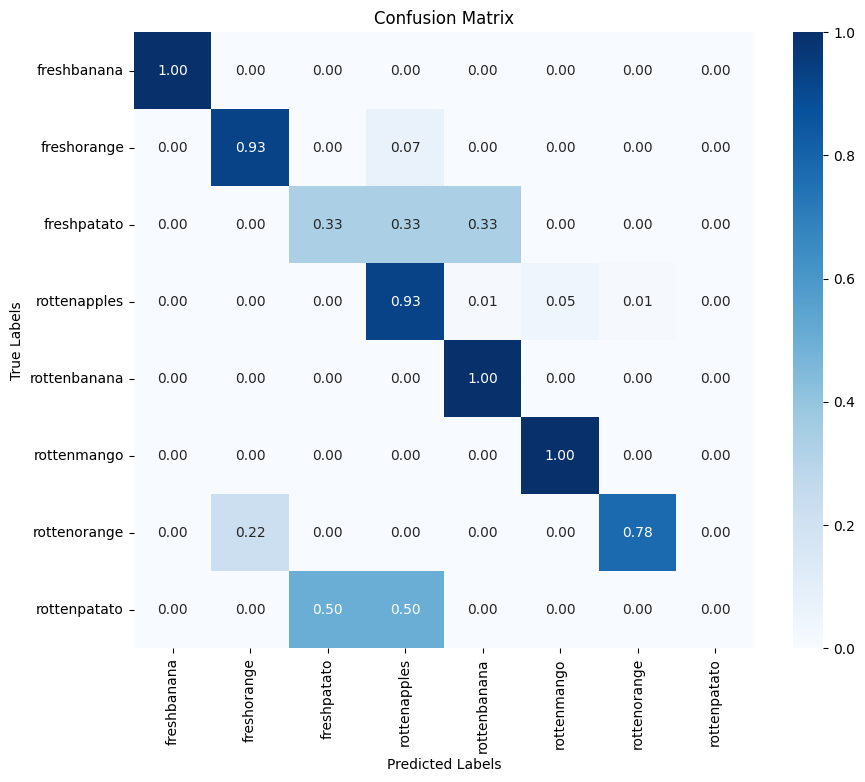 Confusion Matrix
True Labels
freshbanana 1.00 0.00 0.00 0.00 0.00 0.00 0.00 0.00
freshorange 0.00 0.93 0.00 0.07 0.00 0.00 0.00 0.00
freshpatato 0.00 0.00 0.33 0.33 0.33 0.00 0.00 0.00
rottenapples 0.00 0.00 0.00 0.93 0.01 0.05 0.01 0.00
rottenbanana 0.00 0.00 0.00 0.00 1.00 0.00 0.00 0.00
rottenmango 0.00 0.00 0.00 0.00 0.00 1.00 0.00 0.00
rottenorange 0.00 0.22 0.00 0.00 0.00 0.00 0.78 0.00
rottenpatato 0.00 0.00 0.50 0.50 0.00 0.00 0.00 0.00
freshbanana
freshorange
freshpatato
rottenapples
rottenbanana
rottenmango
rottenorange
rottenpatato
Predicted Labels
1.0
0.8
0.6
0.4
0.2
0.0